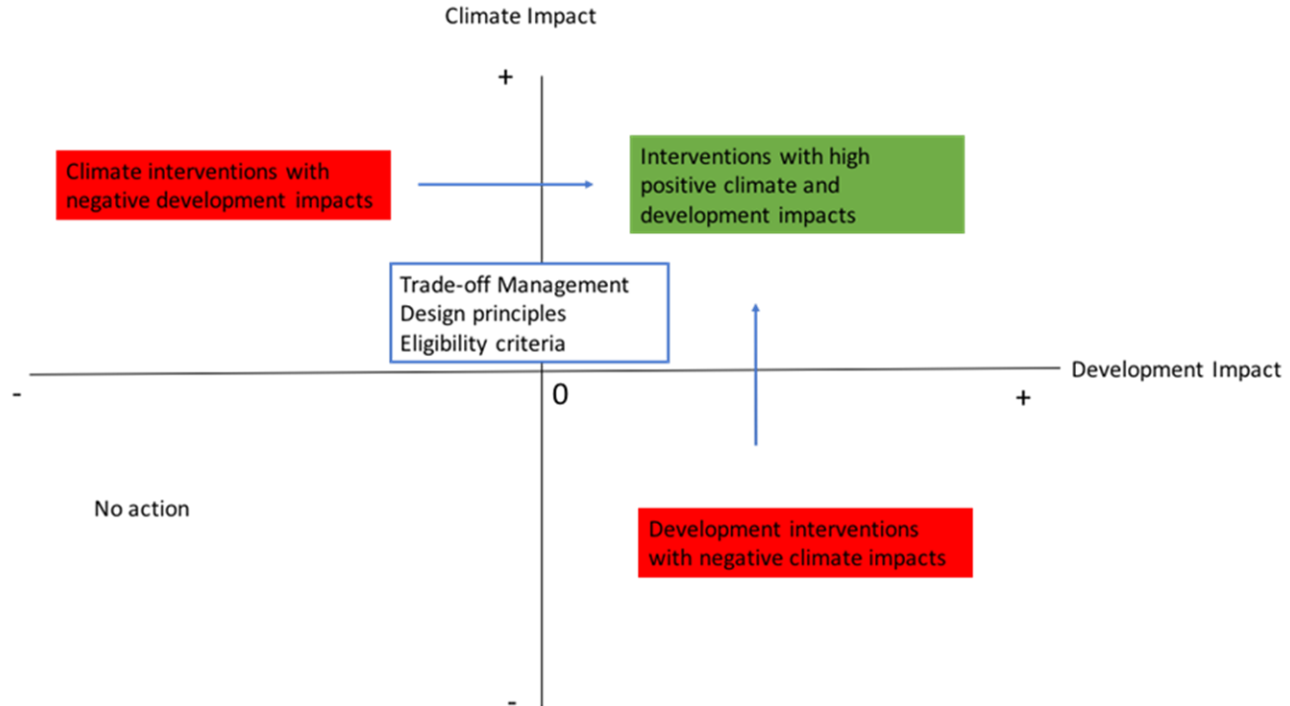 Climate Impact
+
Climate interventions with
negative development impacts
Interventions with high
positive climate and
development impacts
Trade-off Management
Design principles
Eligibility criteria
Development Impact
-
0
+
No action
Development interventions
with negative climate impacts
-